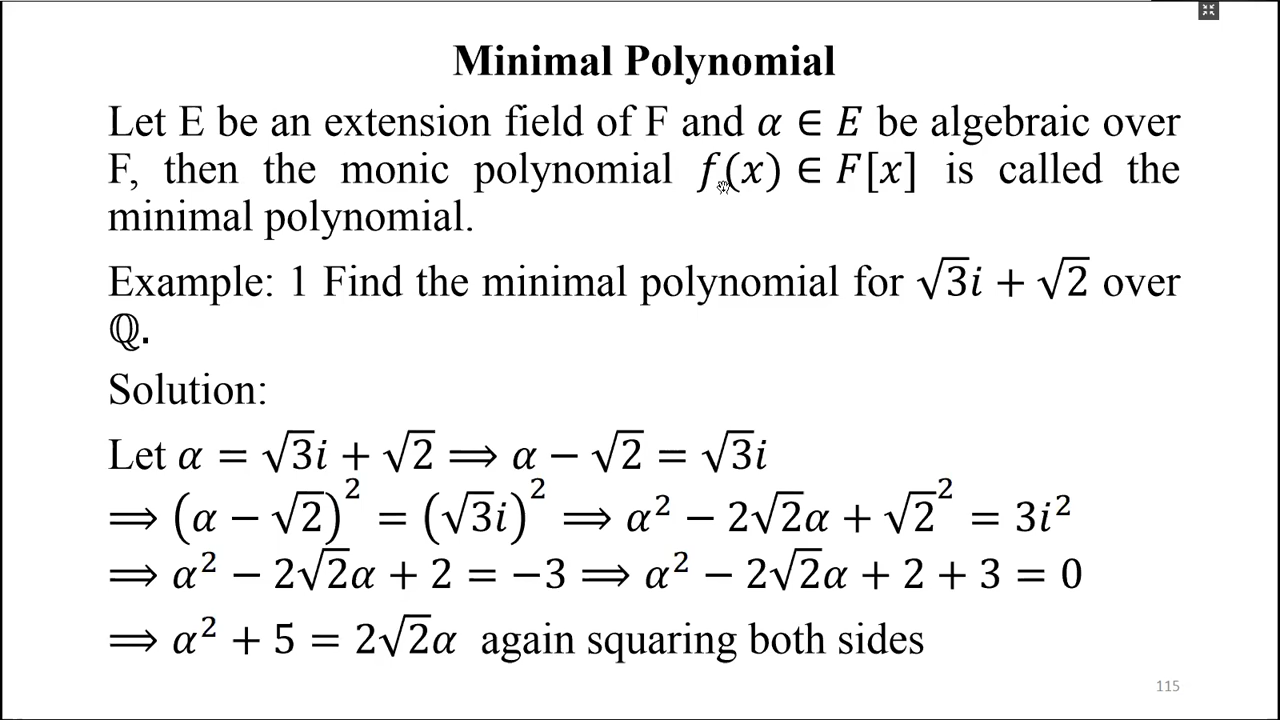 Minimal Polynomial
Let E be an extension field of F and α ∈ E be algebraic over
F, then the monic polynomial f(x) ∈ F[x] is called the
minimal polynomial.
Example: 1 Find the minimal polynomial for √3i + √2 over
ℚ.
Solution:
Let α = √3i + √2 ⟹ α − √2 = √3i
⟹ (α − √2)² = (√3i)² ⟹ α² − 2√2α + √2² = 3i²
⟹ α² − 2√2α + 2 = −3 ⟹ α² − 2√2α + 2 + 3 = 0
⟹ α² + 5 = 2√2α again squaring both sides
115